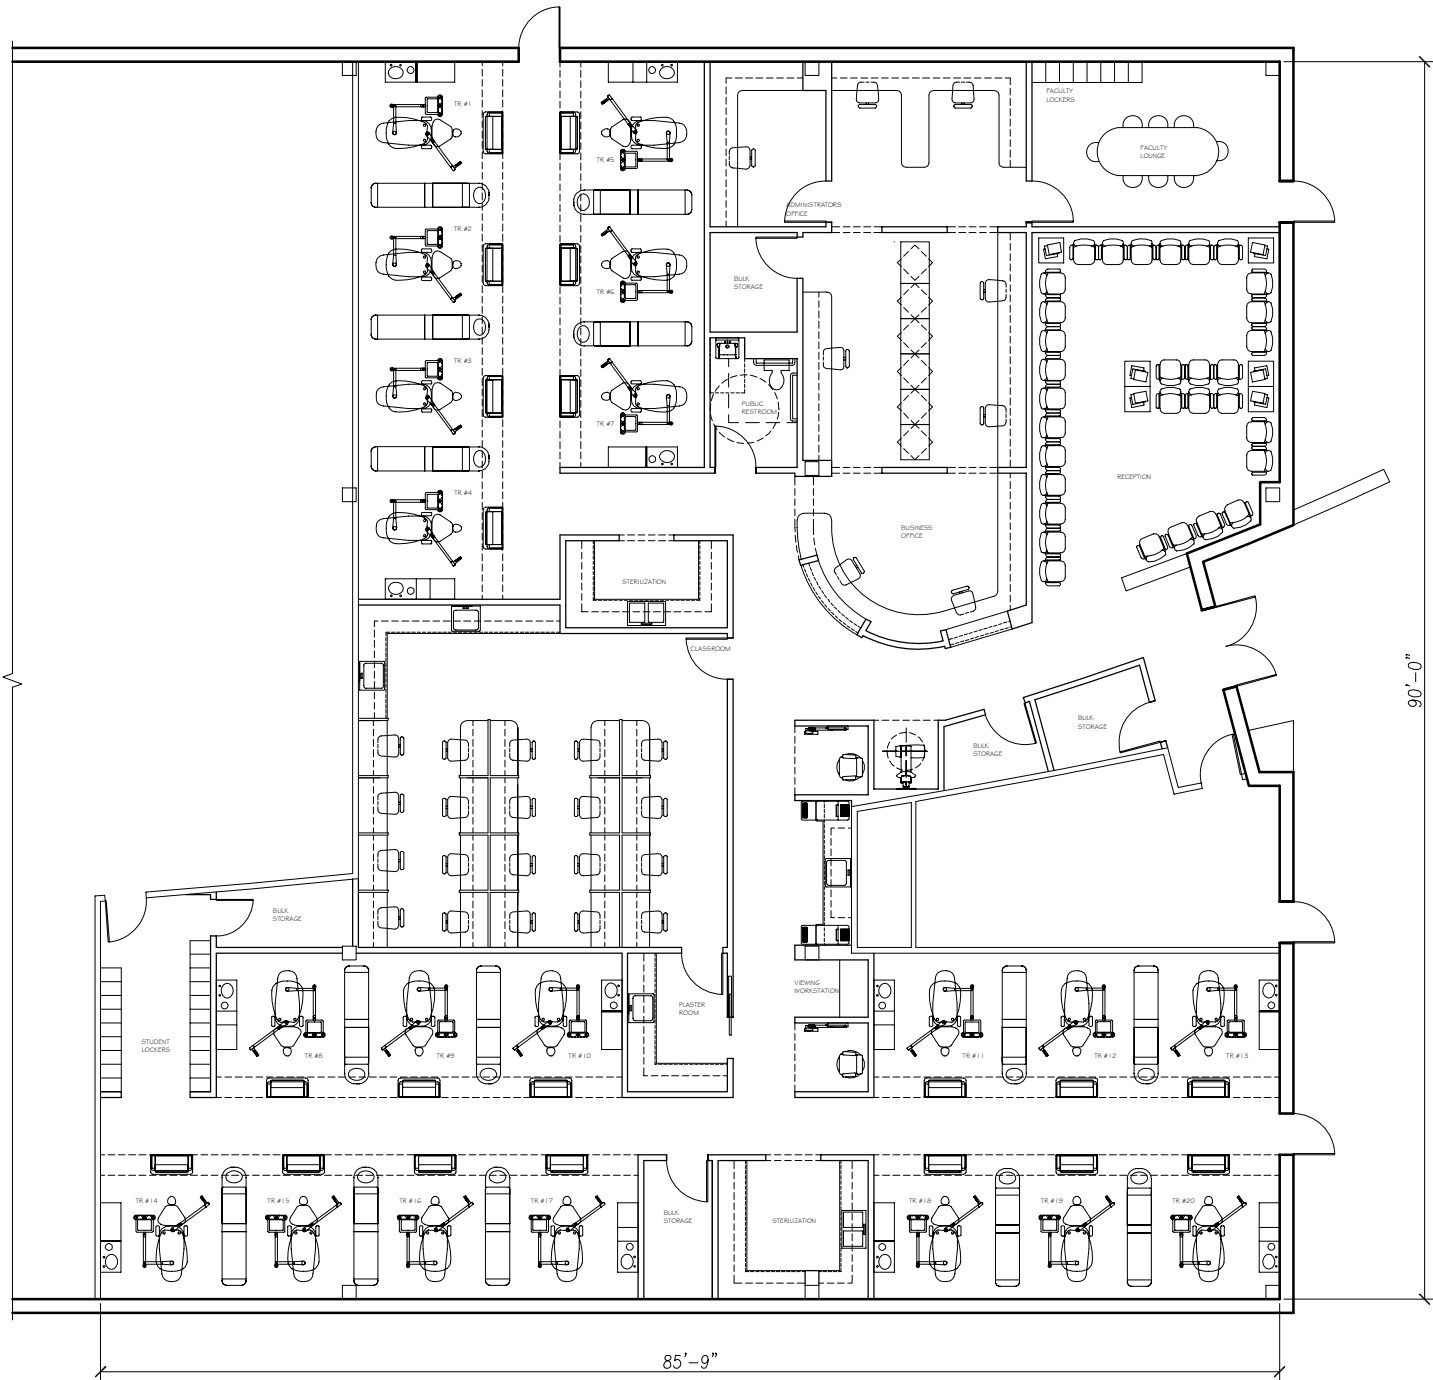 TR. #1
FACULTY
LOCKERS
FACULTY
LOUNGE
TR. #5
ADMINISTRATORS
OFFICE
TR. #2
BULK
STORAGE
TR. #6
TR. #3
PUBLIC
RESTROOM
TR. #7
RECEPTION
TR. #4
BUSINESS
OFFICE
STERILIZATION
CLASSROOM
90'-0"
BULK
STORAGE
BULK
STORAGE
BULK
STORAGE
VIEWING
WORKSTATION
PLASTER
ROOM
STUDENT
LOCKERS
TR. #8
TR. #9
TR. #10
TR. #11
TR. #12
TR. #13
TR. #14
TR. #15
TR. #16
TR. #17
TR. #18
TR. #19
TR. #20
BULK
STORAGE
STERILIZATION
85'-9"